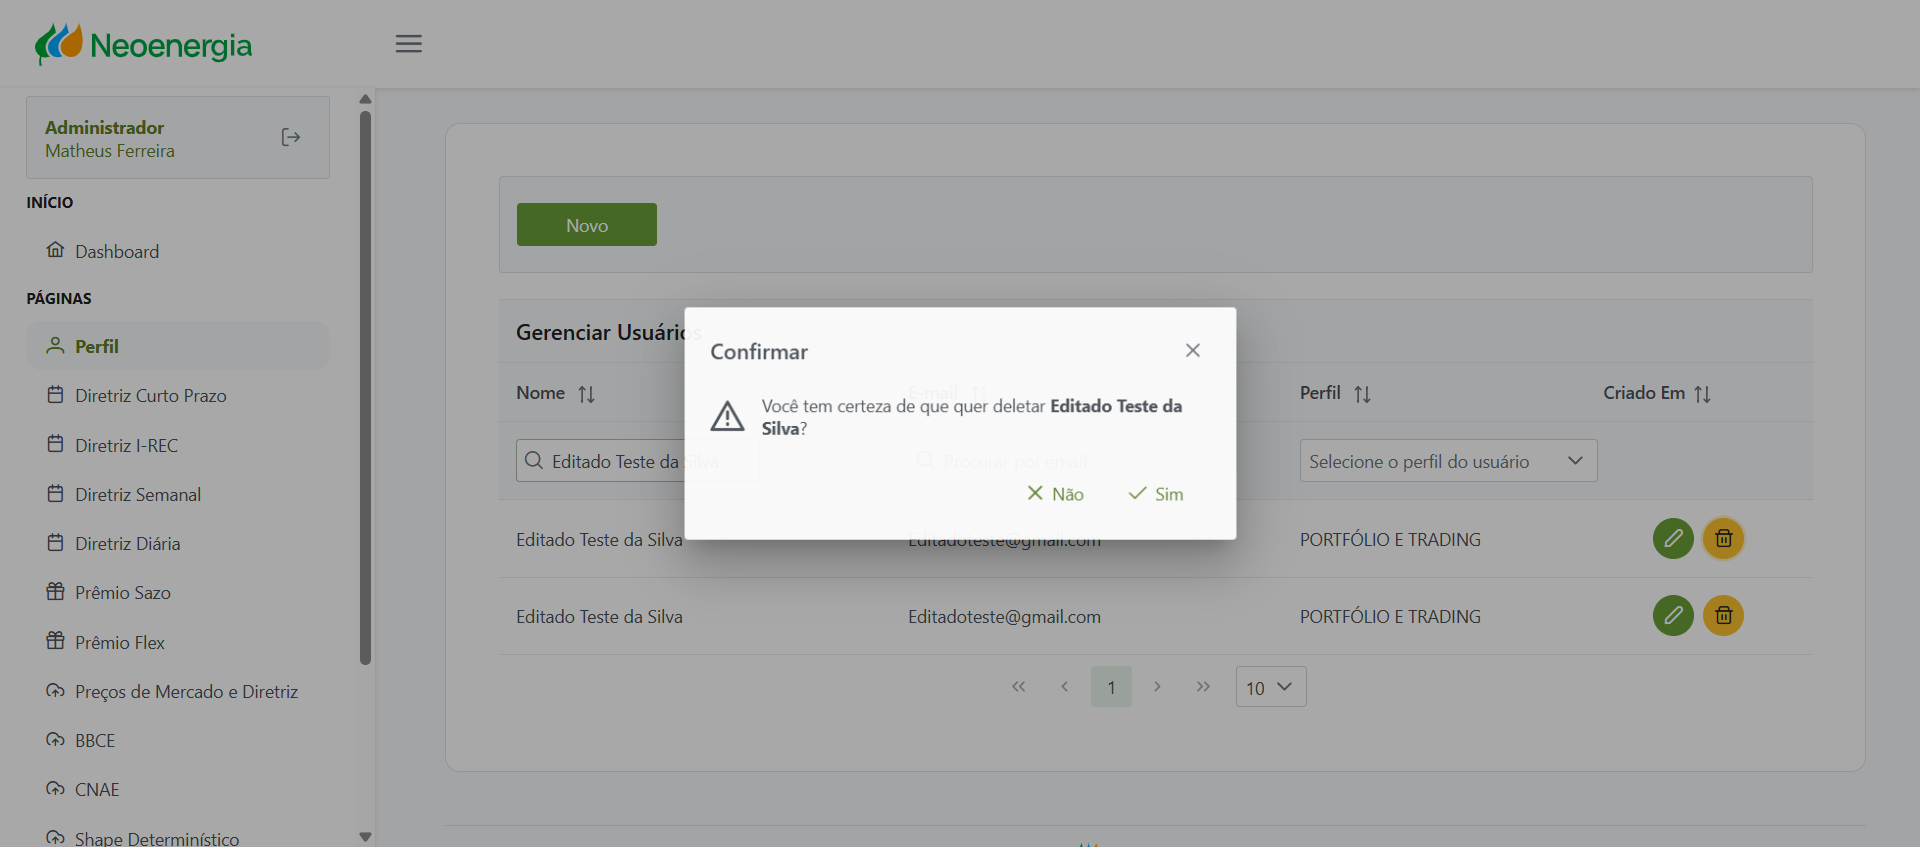 Neoenergia
Administrador
Matheus Ferreira
INÍCIO
Dashboard
PÁGINAS
Perfil
Diretriz Curto Prazo
Diretriz I-REC
Diretriz Semanal
Diretriz Diária
Prêmio Sazo
Prêmio Flex
Preços de Mercado e Diretriz
BBCE
CNAE
Shape Determinístico
Novo
Gerenciar Usuários
Nome
E-mail
Perfil
Criado Em
Editado Teste da Silva
Procurar por email
Selecione o perfil do usuário
Confirmar
Você tem certeza de que quer deletar Editado Teste da
Silva?
Não
Sim
Editado Teste da Silva
Editadoteste@gmail.com
PORTFÓLIO E TRADING
Editado Teste da Silva
Editadoteste@gmail.com
PORTFÓLIO E TRADING
1
10